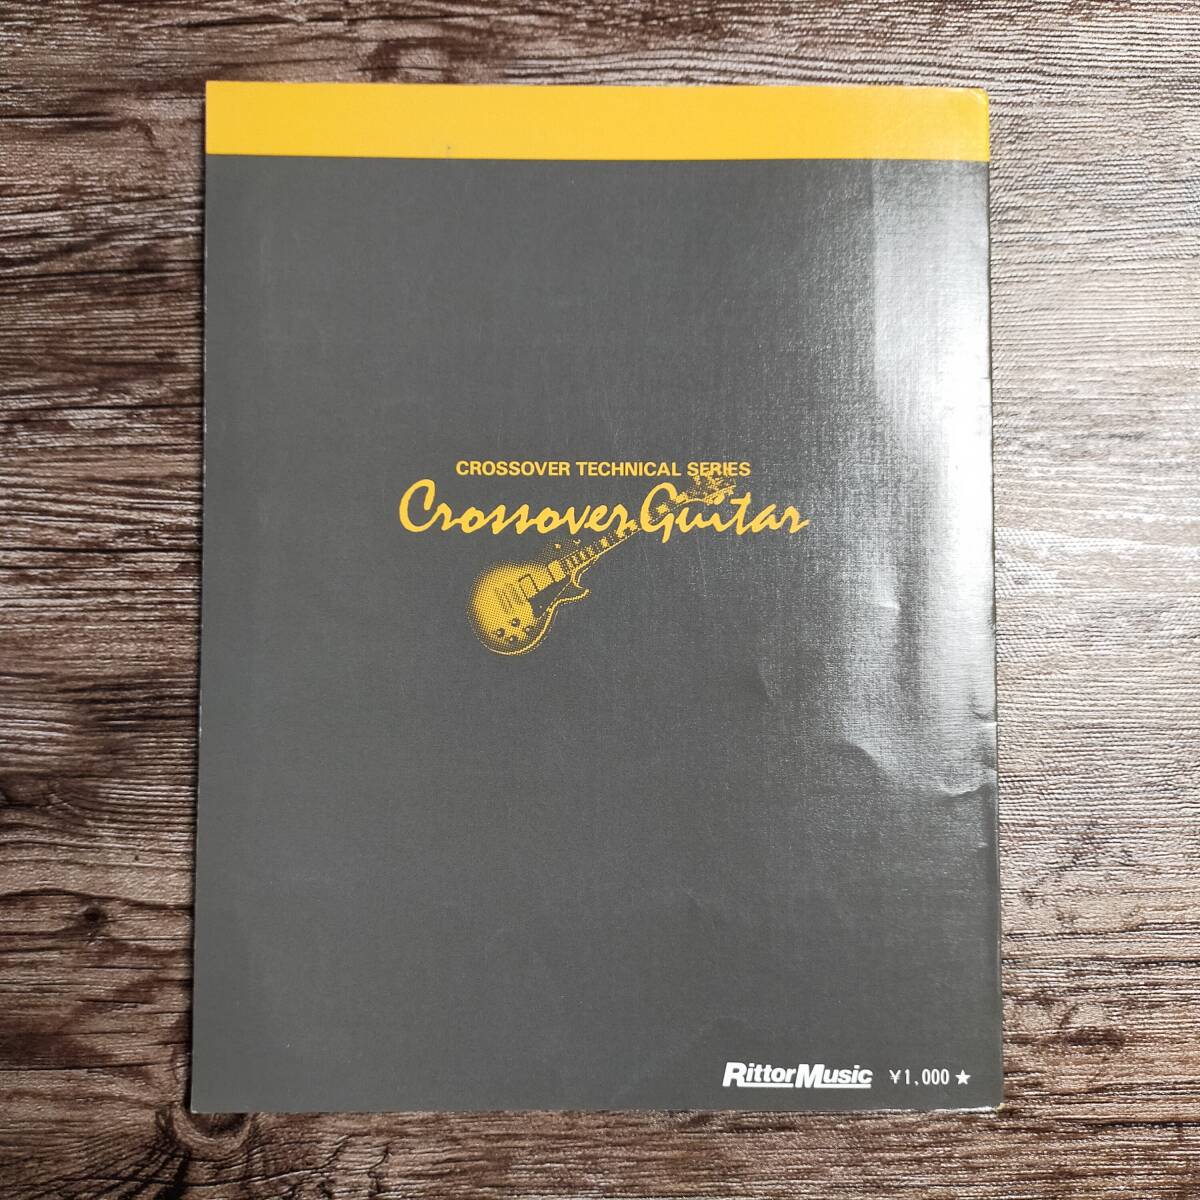 CROSSOVER TECHNICAL SERIES
Crossover Guitar
RittorMusic ¥1,000 ★